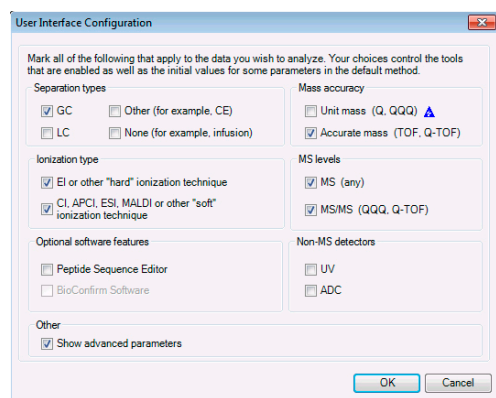 User Interface Configuration
Mark all of the following that apply to the data you wish to analyze. Your choices control the tools
that are enabled as well as the initial values for some parameters in the default method.
Separation types
GC
Other (for example, CE)
LC
None (for example, infusion)
Mass accuracy
Unit mass (Q, QQQ)
Accurate mass (TOF, Q-TOF)
Ionization type
EI or other "hard" ionization technique
CI, APCI, ESI, MALDI or other "soft"
ionization technique
MS levels
MS (any)
MS/MS (QQQ, Q-TOF)
Optional software features
Peptide Sequence Editor
BioConfirm Software
Non-MS detectors
UV
ADC
Other
Show advanced parameters
OK
Cancel